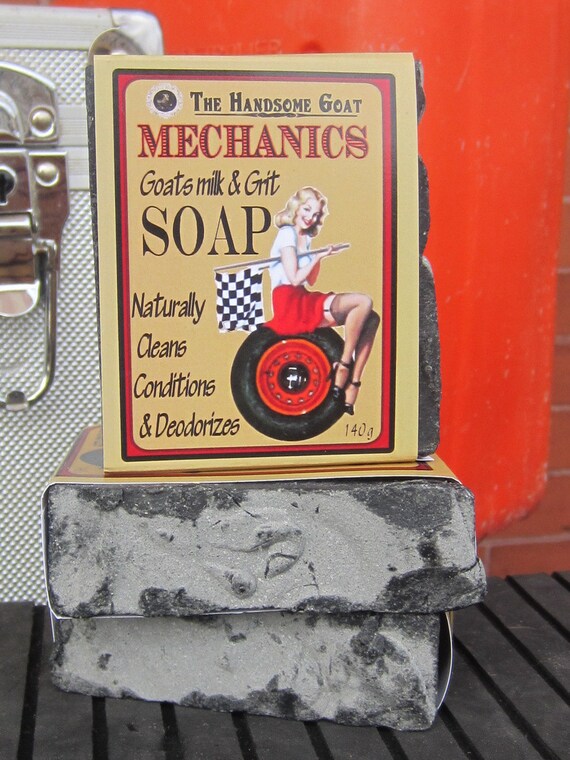 The Handsome Goat
MECHANICS
Goats milk & Grit
SOAP
Naturally
Cleans
Conditions
& Deodorizes
140g